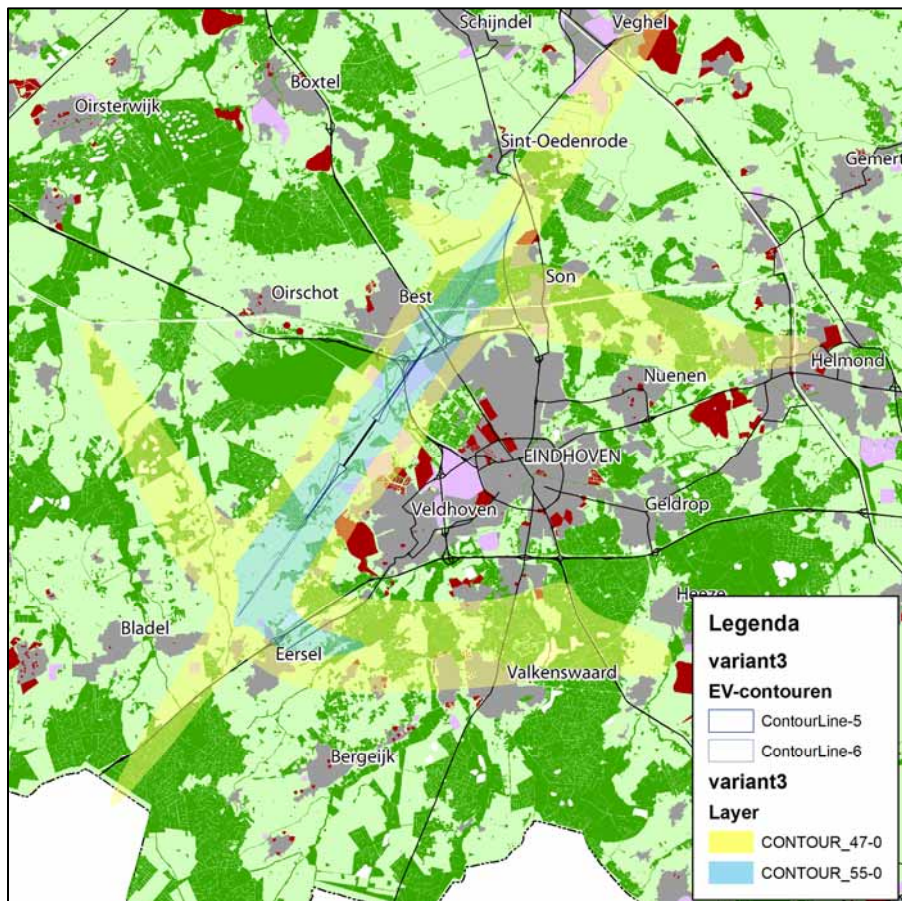 Schijndel
Veghel
Boxtel
Oirsterwijk
Sint-Oedenrode
Gemert
Son
Oirschot
Best
Helmond
Nuenen
EINDHOVEN
Veldhoven
Geldrop
Heeze
Bladel
Eersel
Valkenswaard
Bergeijk
Legenda
variant3
EV-contouren
ContourLine-5
ContourLine-6
variant3
Layer
CONTOUR_47-0
CONTOUR_55-0